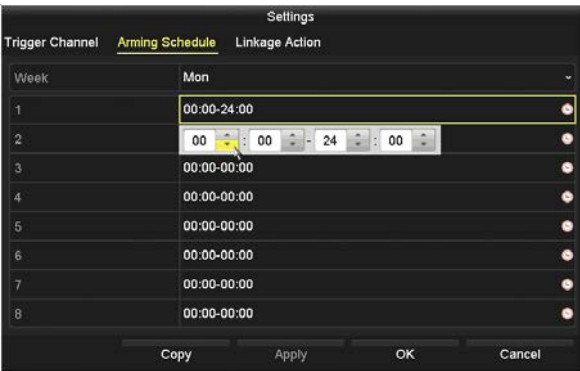 Settings
Trigger Channel Arming Schedule Linkage Action
Week Mon
1 00:00-24:00
2 00 : 00 - 24 : 00
3 00:00-00:00
4 00:00-00:00
5 00:00-00:00
6 00:00-00:00
7 00:00-00:00
8 00:00-00:00
Copy Apply OK Cancel